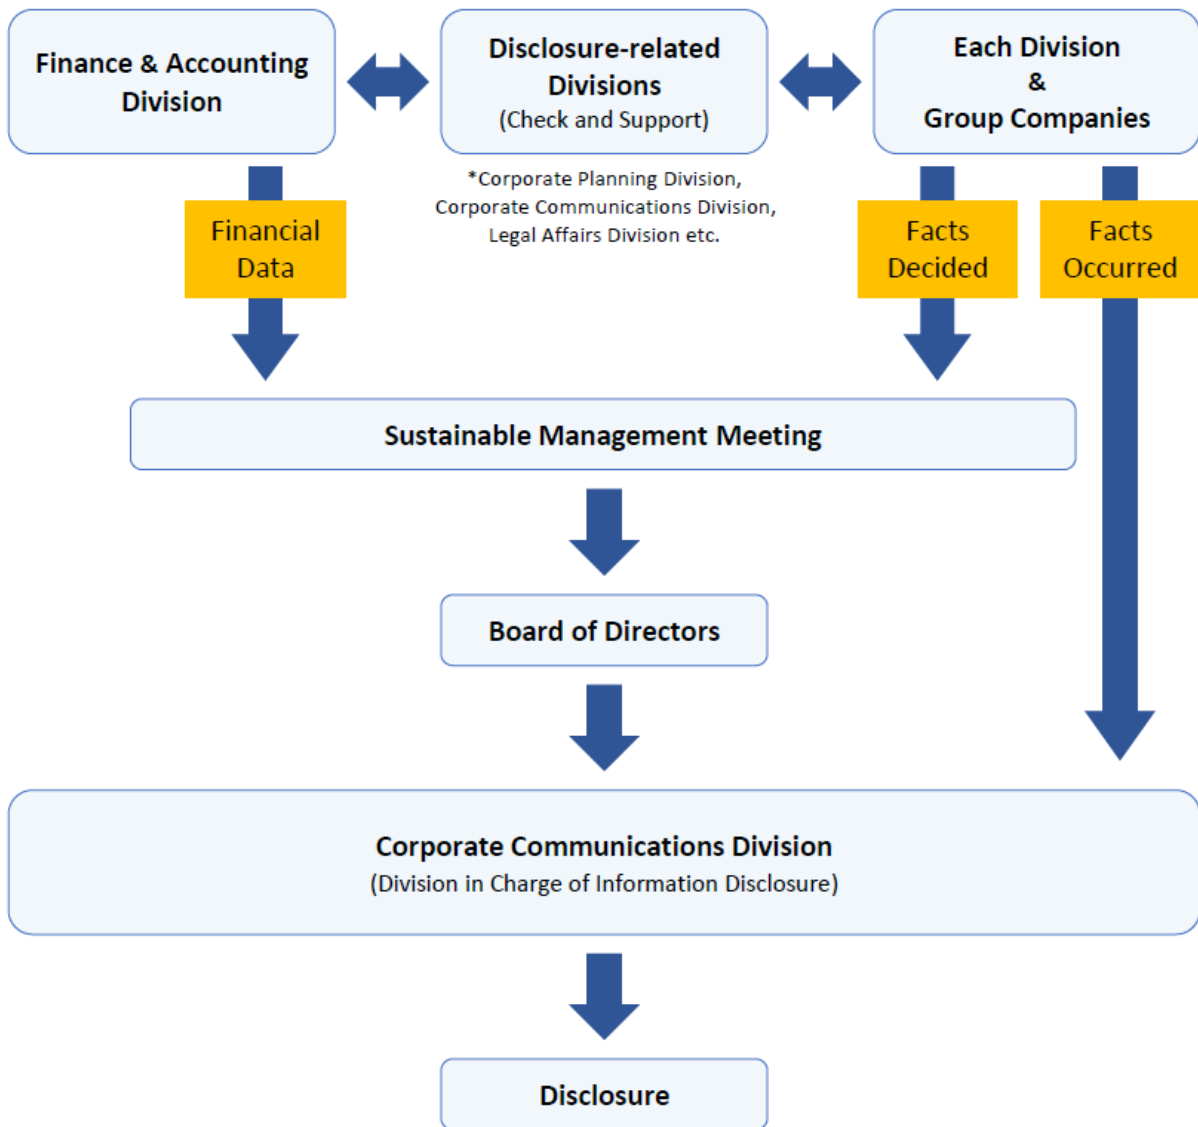 Finance & Accounting
Division
Disclosure-related
Divisions
(Check and Support)
Each Division
&
Group Companies
*Corporate Planning Division,
Corporate Communications Division,
Legal Affairs Division etc.
Financial
Data
Facts
Decided
Facts
Occurred
Sustainable Management Meeting
Board of Directors
Corporate Communications Division
(Division in Charge of Information Disclosure)
Disclosure